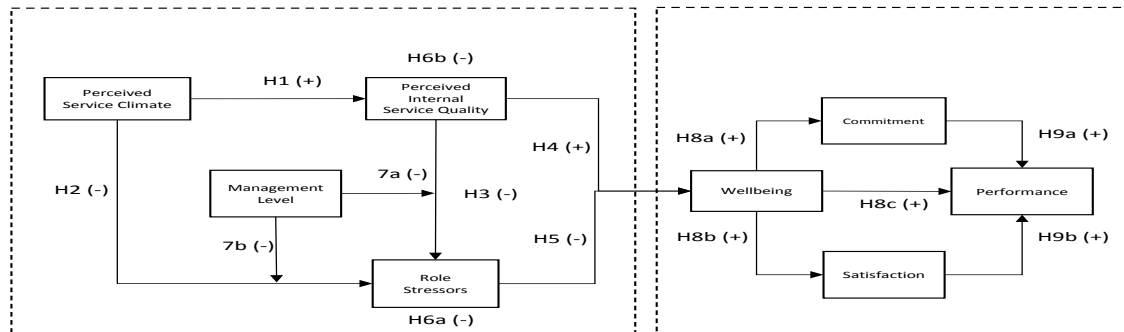 H6b (-)
H1 (+)
Perceived
Service Climate
Perceived
Internal
Service Quality
H4 (+)
H2 (-)
Management
Level
7a (-)
H3 (-)
7b (-)
H5 (-)
Role
Stressors
H6a (-)
Commitment
H8a (+)
H9a (+)
Wellbeing
H8c (+)
Performance
H8b (+)
H9b (+)
Satisfaction